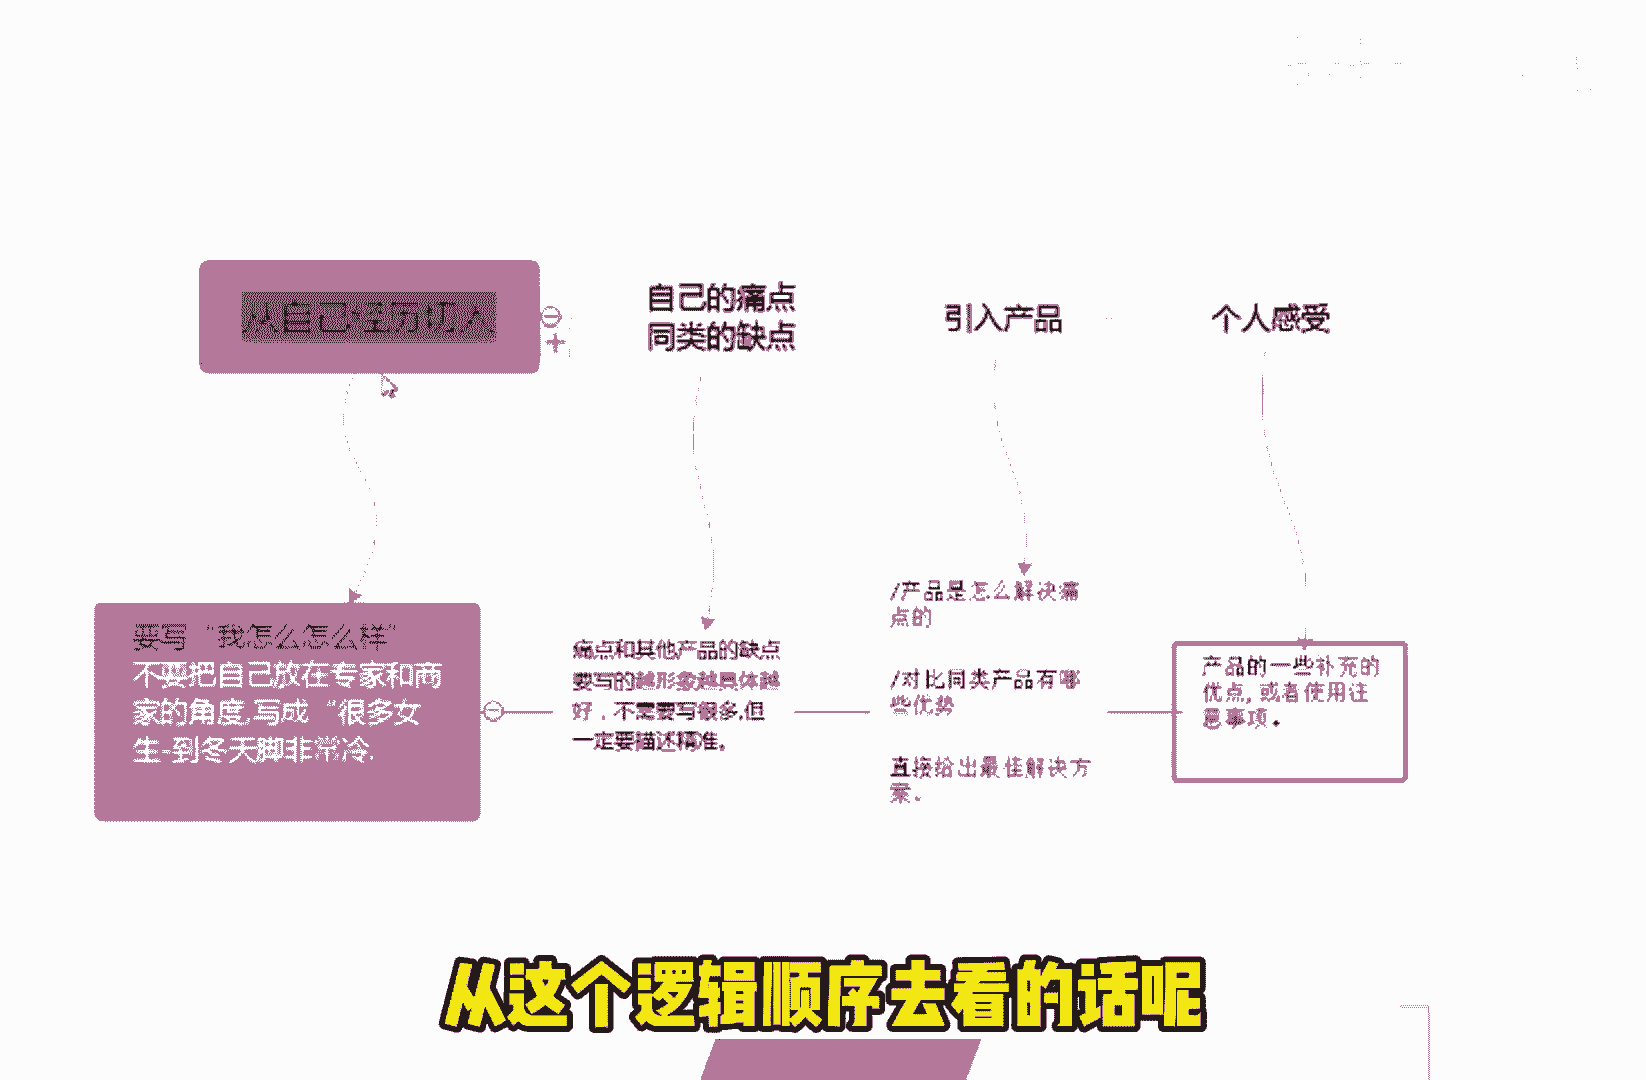 从自己经历切入
自己的痛点
同类的缺点
引入产品
个人感受
要写“我怎么怎么样”
不要把自己放在专家和商
家的角度,写成“很多女
生-到冬天脚非常冷.
痛点和其他产品的缺点
要写的越形象越具体越
好，不需要写很多,但
一定要描述精准。
/产品是怎么解决痛
点的
/对比同类产品有哪
些优势
直接给出最佳解决方
案.
产品的一些补充的
优点, 或者使用注
意事项。
从这个逻辑顺序去看的话呢